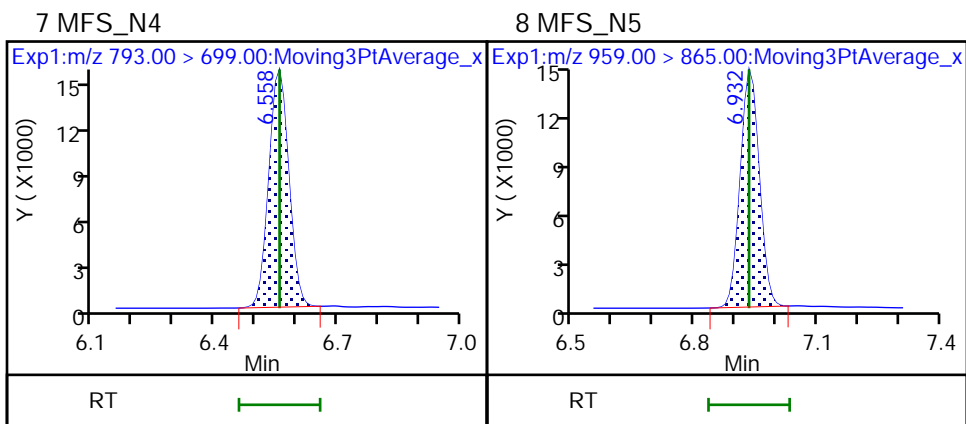 7 MFS_N4
Exp1:m/z 793.00 > 699.00:Moving3PtAverage_x
Y ( X1000)
15
12
9
6
3
0
6.558
6.1 6.4 6.7 7.0
Min
RT
8 MFS_N5
Exp1:m/z 959.00 > 865.00:Moving3PtAverage_x
Y ( X1000)
15
12
9
6
3
0
6.932
6.5 6.8 7.1 7.4
Min
RT